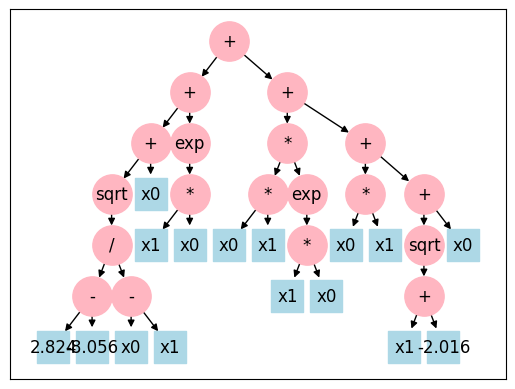 +
+ +
+ exp * +
sqrt x0 * * exp * +
/ x1 x0 x0 x1 * x0 x1 sqrt x0
- - x1 x0 +
2.824 8.056 x0 x1 x1 -2.016